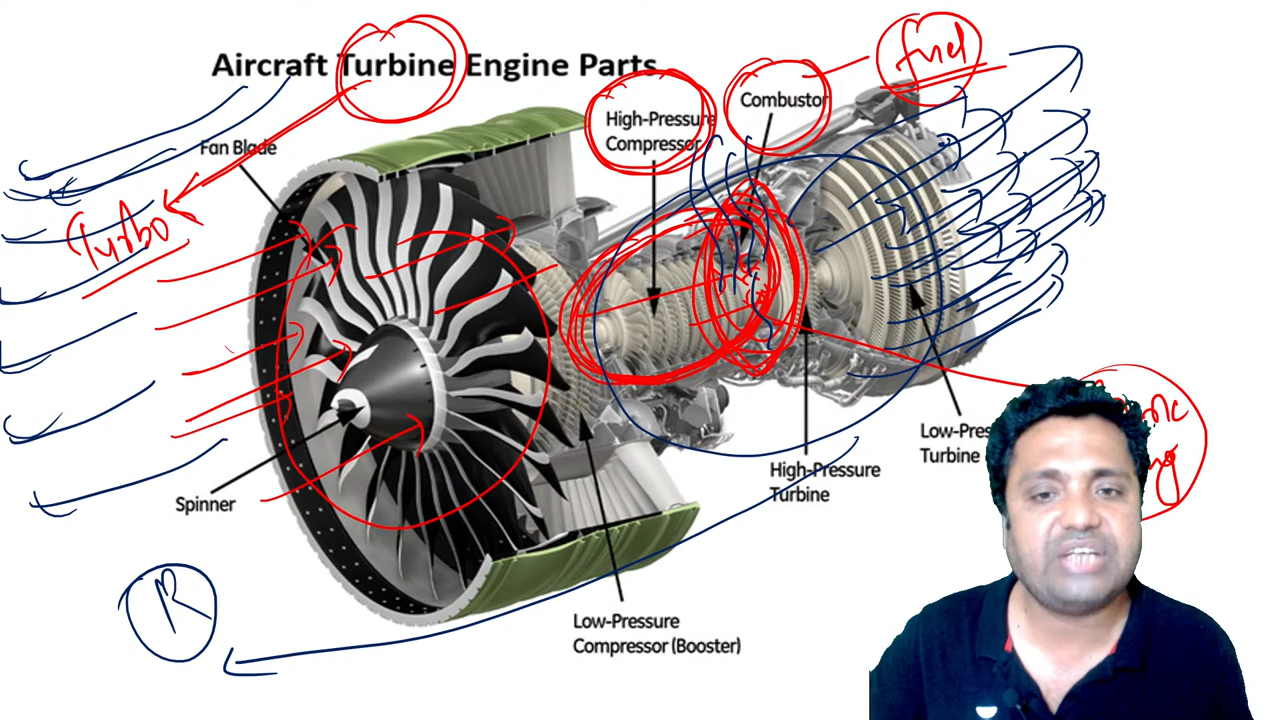 Aircraft Turbine Engine Parts
fuel
Combustor
High-Pressure
Compressor
Fan Blade
Turbo
Low-Pres
Turbine
High-Pressure
Turbine
Spinner
R
Low-Pressure
Compressor (Booster)